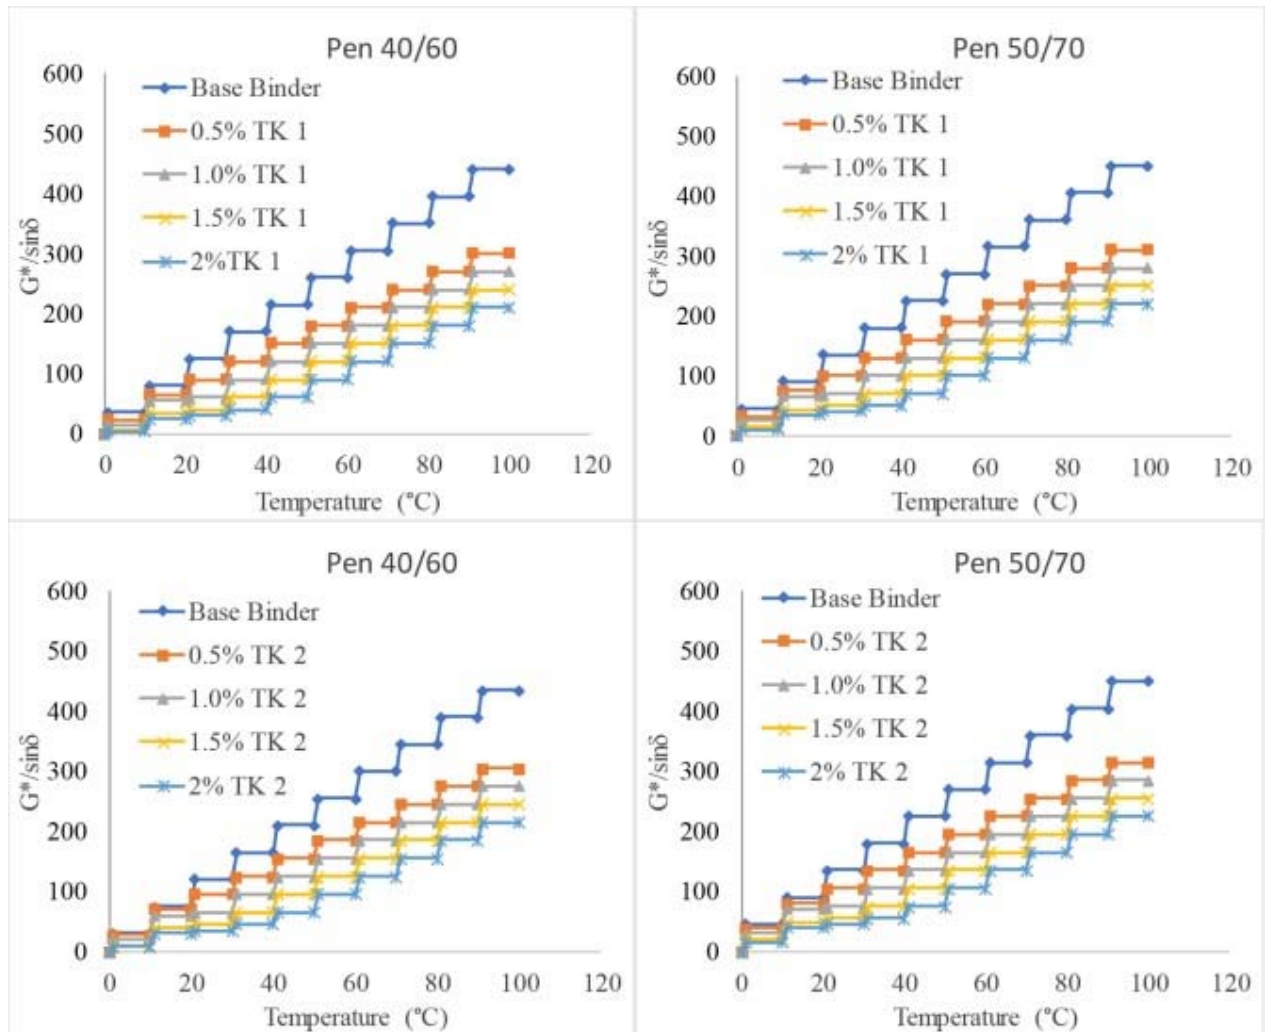 Pen 40/60
600
500
400
300
200
100
0
G*/sinδ
Base Binder
0.5% TK 1
1.0% TK 1
1.5% TK 1
2%TK 1
0 20 40 60 80 100 120
Temperature (°C)
Pen 50/70
600
500
400
300
200
100
0
G*/sinδ
Base Binder
0.5% TK 1
1.0% TK 1
1.5% TK 1
2% TK 1
0 20 40 60 80 100 120
Temperature (°C)
Pen 40/60
600
500
400
300
200
100
0
G*/sinδ
Base Binder
0.5% TK 2
1.0% TK 2
1.5% TK 2
2% TK 2
0 20 40 60 80 100 120
Temperature (°C)
Pen 50/70
600
500
400
300
200
100
0
G*/sinδ
Base Binder
0.5% TK 2
1.0% TK 2
1.5% TK 2
2% TK 2
0 20 40 60 80 100 120
Temperature (°C)